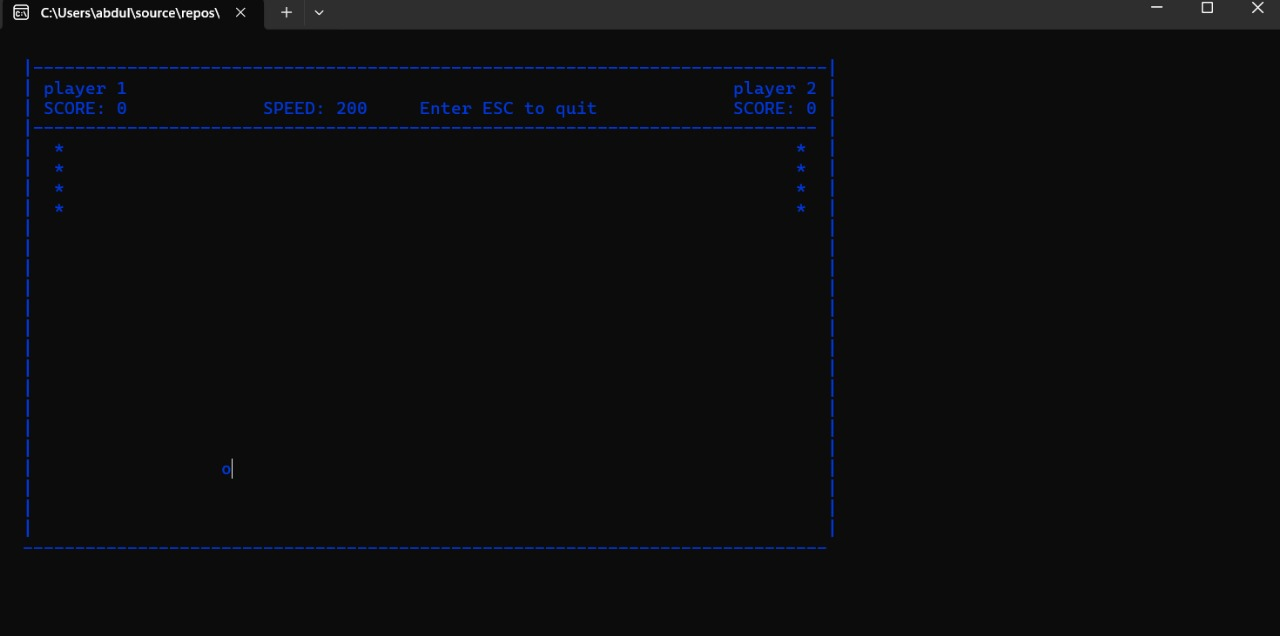 C:\Users\abdul\source\repos\
player 1 player 2
SCORE: 0 SPEED: 200 Enter ESC to quit SCORE: 0
* *
* *
* *
* *
o